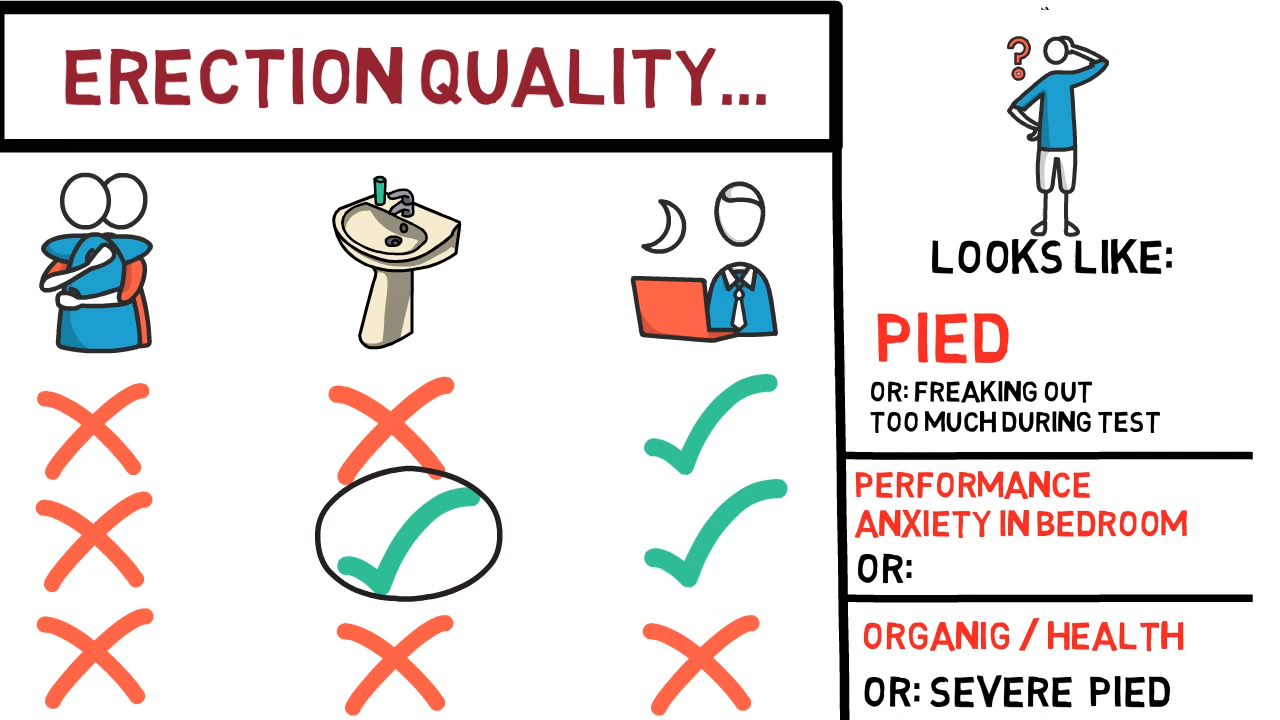 ERECTION QUALITY...
?
LOOKS LIKE:
PIED
OR: FREAKING OUT
TOO MUCH DURING TEST
PERFORMANCE
ANXIETY IN BEDROOM
OR:
ORGANIG / HEALTH
OR: SEVERE PIED